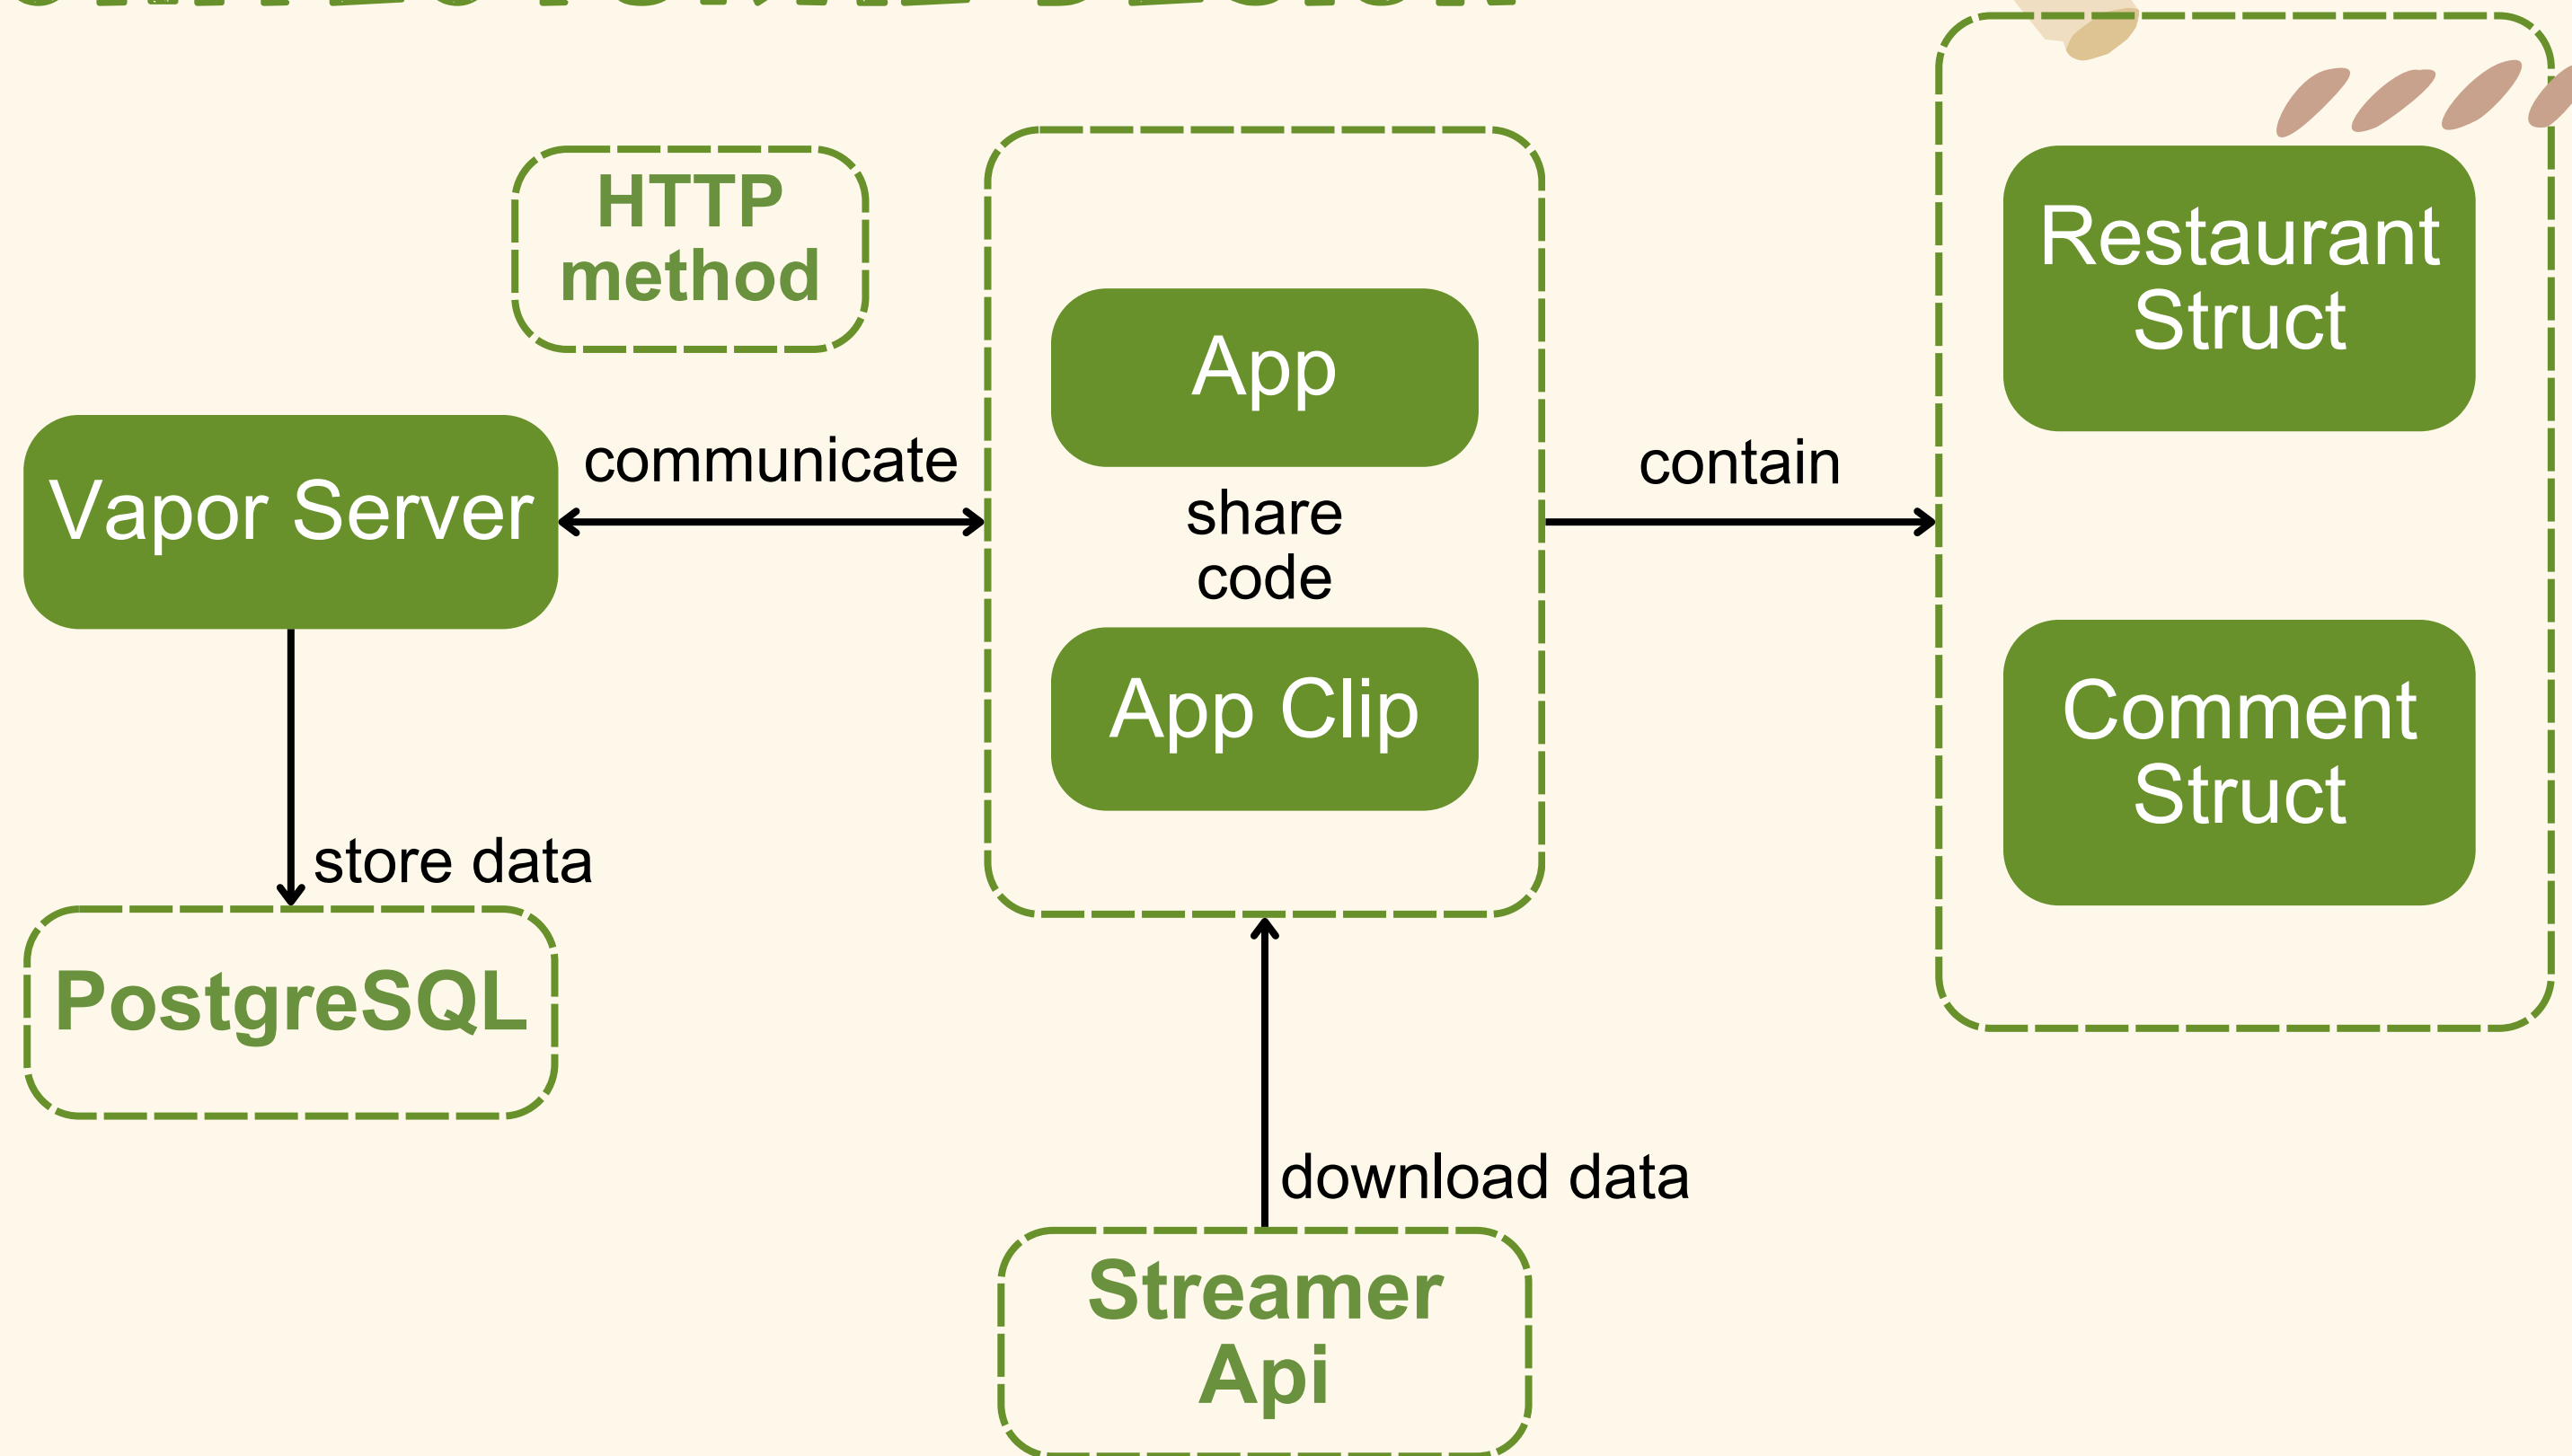 HTTP
method
Vapor Server
communicate
store data
PostgreSQL
App
share
code
App Clip
contain
Restaurant
Struct
Comment
Struct
download data
Streamer
Api